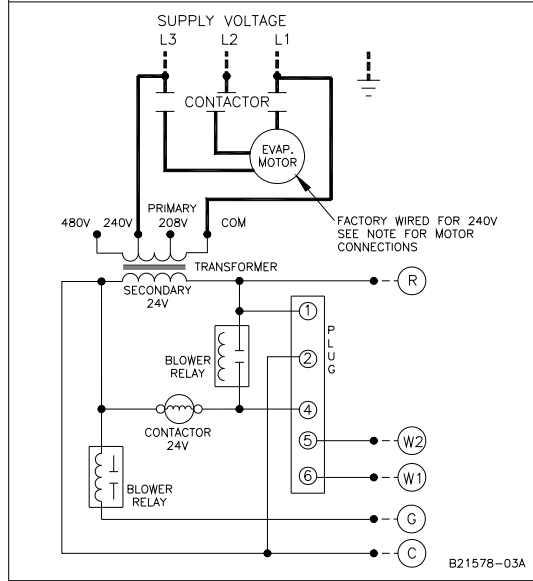 SUPPLY VOLTAGE
L3 L2 L1
CONTACTOR
EVAP.
MOTOR
PRIMARY
480V 240V 208V COM
FACTORY WIRED FOR 240V
SEE NOTE FOR MOTOR
CONNECTIONS
TRANSFORMER
SECONDARY
24V
R
1
PLUG
2
BLOWER
RELAY
4
CONTACTOR
24V
5
W2
6
W1
BLOWER
RELAY
G
C
B21578-03A